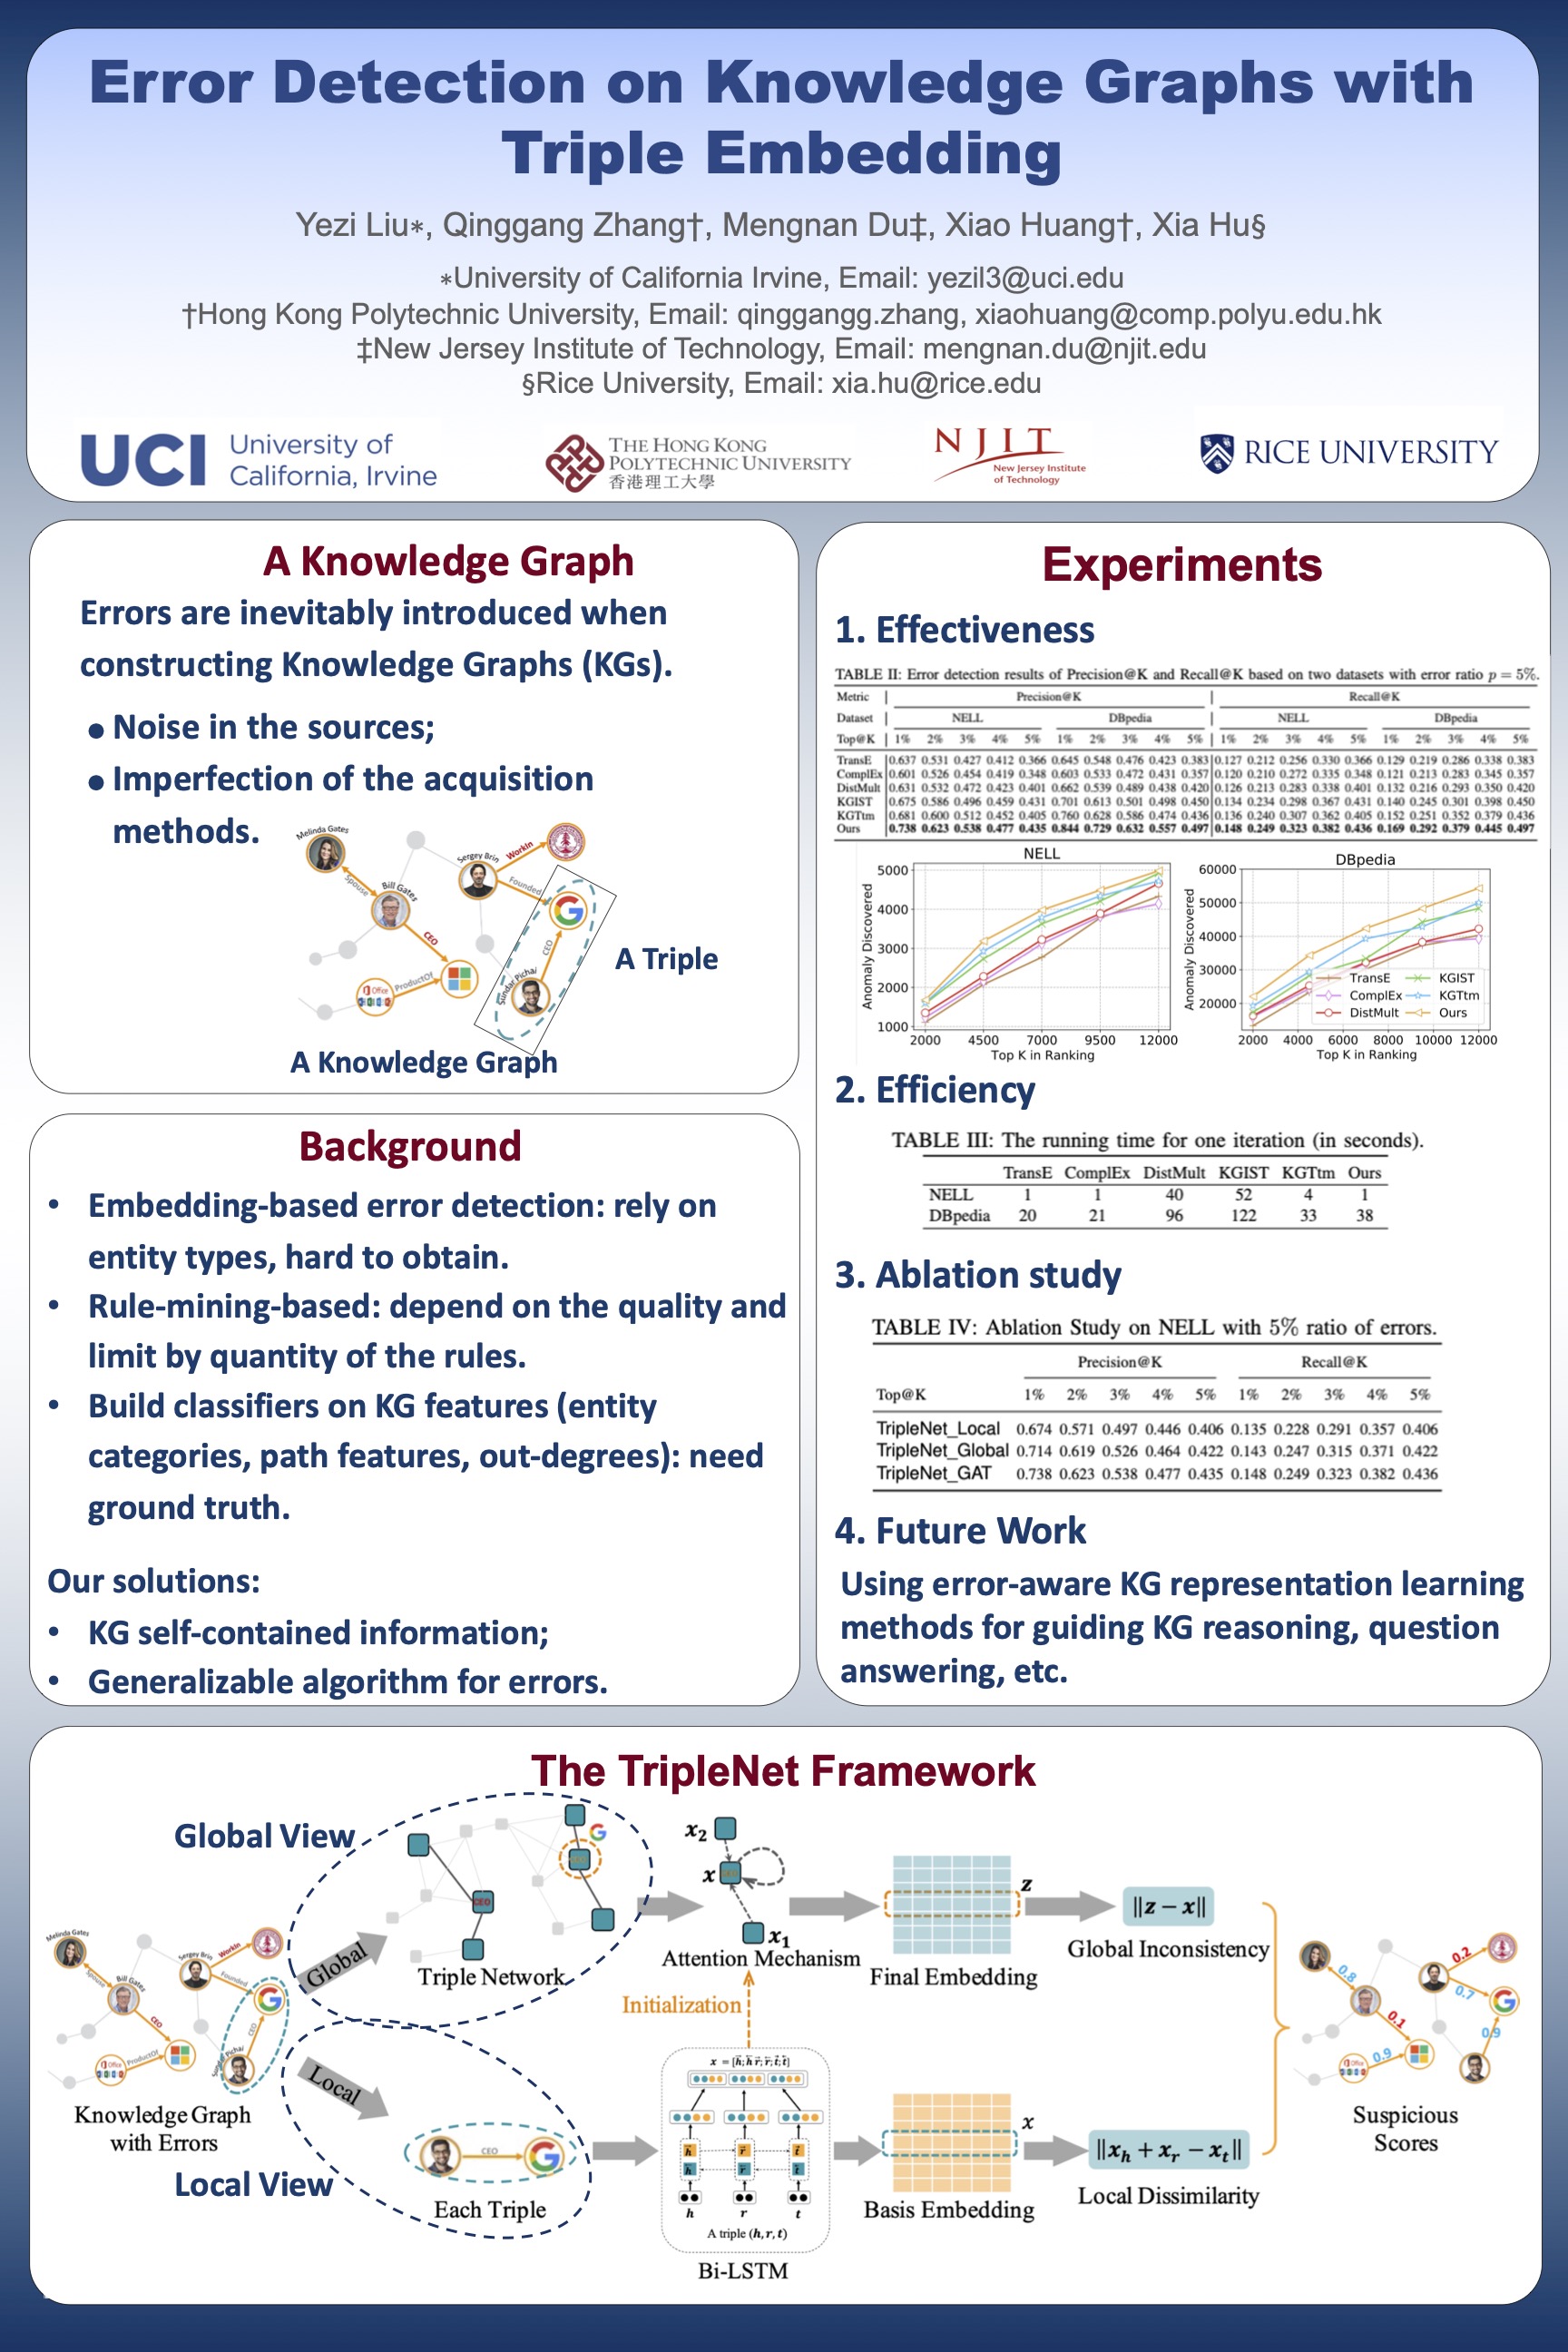 Error Detection on Knowledge Graphs with
Triple Embedding
Yezi Liu∗, Qinggang Zhang†, Mengnan Du‡, Xiao Huang†, Xia Hu§
∗University of California Irvine, Email: yezil3@uci.edu
†Hong Kong Polytechnic University, Email: qinggangg.zhang, xiaohuang@comp.polyu.edu.hk
‡New Jersey Institute of Technology, Email: mengnan.du@njit.edu
§Rice University, Email: xia.hu@rice.edu
UCI University of
California, Irvine
THE HONG KONG
POLYTECHNIC UNIVERSITY
香港理工大學
NJIT
New Jersey Institute
of Technology
RICE UNIVERSITY
A Knowledge Graph
Errors are inevitably introduced when
constructing Knowledge Graphs (KGs).
• Noise in the sources;
• Imperfection of the acquisition
methods.
Melinda Gates
Spouse
Bill Gates
CEO
Office
ProductOf
Sergey Brin
WorkIn
Founded
CEO
Sundar Pichai
A Triple
A Knowledge Graph
Background
• Embedding-based error detection: rely on
entity types, hard to obtain.
• Rule-mining-based: depend on the quality and
limit by quantity of the rules.
• Build classifiers on KG features (entity
categories, path features, out-degrees): need
ground truth.
Our solutions:
• KG self-contained information;
• Generalizable algorithm for errors.
Experiments
1. Effectiveness
TABLE II: Error detection results of Precision@K and Recall@K based on two datasets with error ratio p = 5%.
Metric Precision@K Recall@K
Dataset NELL DBpedia NELL DBpedia
Top@K 1% 2% 3% 4% 5% 1% 2% 3% 4% 5% 1% 2% 3% 4% 5% 1% 2% 3% 4% 5%
TransE 0.637 0.531 0.427 0.412 0.366 0.645 0.548 0.476 0.423 0.383 0.127 0.212 0.256 0.330 0.366 0.129 0.219 0.286 0.338 0.383
ComplEx 0.601 0.526 0.454 0.419 0.348 0.603 0.533 0.472 0.431 0.357 0.120 0.210 0.272 0.335 0.348 0.121 0.213 0.283 0.345 0.357
DistMult 0.631 0.532 0.472 0.423 0.401 0.662 0.539 0.489 0.438 0.420 0.126 0.213 0.283 0.338 0.401 0.132 0.216 0.293 0.350 0.420
KGIST 0.675 0.586 0.496 0.459 0.431 0.701 0.613 0.501 0.498 0.450 0.134 0.234 0.298 0.367 0.431 0.140 0.245 0.301 0.398 0.450
KGTtm 0.681 0.600 0.512 0.452 0.405 0.760 0.628 0.586 0.474 0.436 0.136 0.240 0.307 0.362 0.405 0.152 0.251 0.352 0.379 0.436
Ours 0.738 0.623 0.538 0.477 0.435 0.844 0.729 0.632 0.557 0.497 0.148 0.249 0.323 0.382 0.436 0.169 0.292 0.379 0.445 0.497
NELL
Anomaly Discovered
5000
4000
3000
2000
1000
2000 4500 7000 9500 12000
Top K in Ranking
DBpedia
Anomaly Discovered
60000
50000
40000
30000
20000
TransE KGIST
ComplEx KGTtm
DistMult Ours
2000 4000 6000 8000 10000 12000
Top K in Ranking
2. Efficiency
TABLE III: The running time for one iteration (in seconds).
TransE ComplEx DistMult KGIST KGTtm Ours
NELL 1 1 40 52 4 1
DBpedia 20 21 96 122 33 38
3. Ablation study
TABLE IV: Ablation Study on NELL with 5% ratio of errors.
Precision@K Recall@K
Top@K 1% 2% 3% 4% 5% 1% 2% 3% 4% 5%
TripleNet_Local 0.674 0.571 0.497 0.446 0.406 0.135 0.228 0.291 0.357 0.406
TripleNet_Global 0.714 0.619 0.526 0.464 0.422 0.143 0.247 0.315 0.371 0.422
TripleNet_GAT 0.738 0.623 0.538 0.477 0.435 0.148 0.249 0.323 0.382 0.436
4. Future Work
Using error-aware KG representation learning
methods for guiding KG reasoning, question
answering, etc.
The TripleNet Framework
Global View
Melinda Gates
Spouse
Bill Gates
CEO
Office
ProductOf
Sergey Brin
WorkIn
Founded
CEO
Knowledge Graph
with Errors
Global
Local
CEO
Triple Network
x2
x
x1
Attention Mechanism
Initialization
z
Final Embedding
‖z − x‖
Global Inconsistency
Local View
CEO
Each Triple
h r t
h r t
h r t
A triple (h, r, t)
Bi-LSTM
x
Basis Embedding
‖xh + xr − xt‖
Local Dissimilarity
0.8
0.1
0.9
0.2
0.7
0.9
Office
Suspicious
Scores